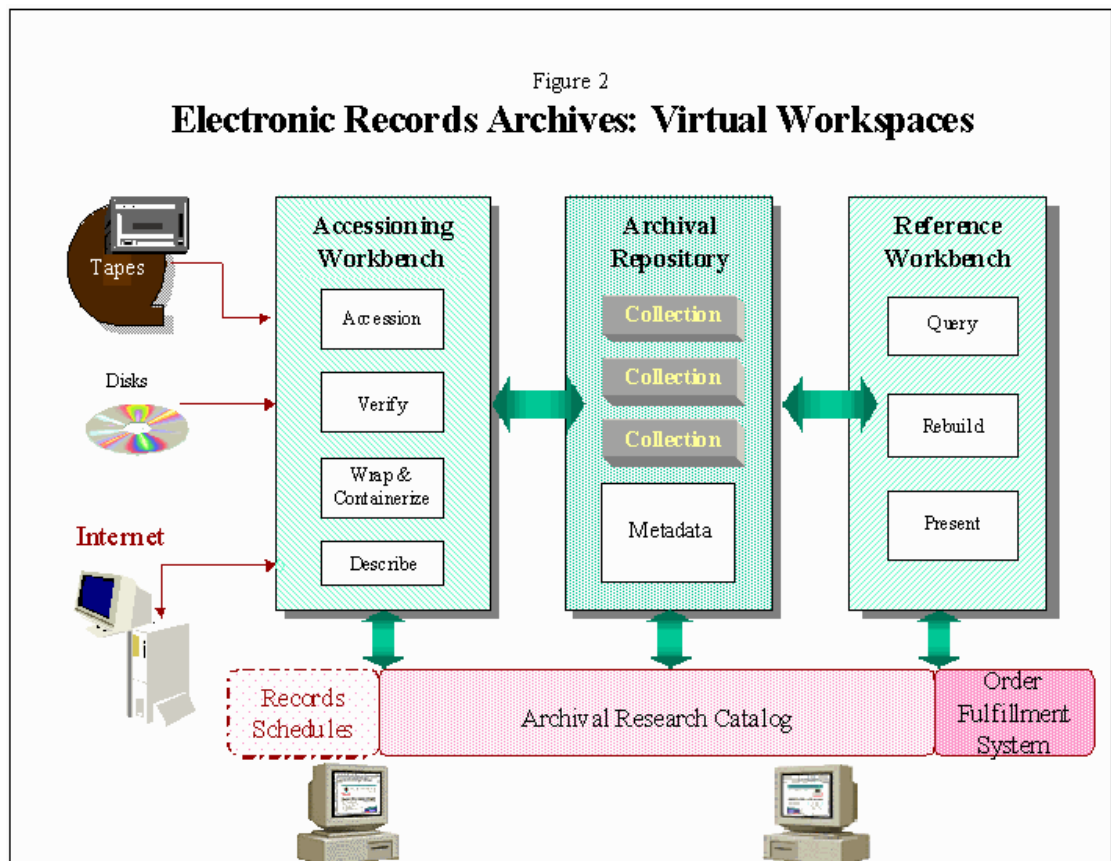 Figure 2
Electronic Records Archives: Virtual Workspaces
Tapes
Disks
Internet
Accessioning
Workbench
Accession
Verify
Wrap &
Containerize
Describe
Archival
Repository
Collection
Collection
Collection
Metadata
Reference
Workbench
Query
Rebuild
Present
Records
Schedules
Archival Research Catalog
Order
Fulfillment
System